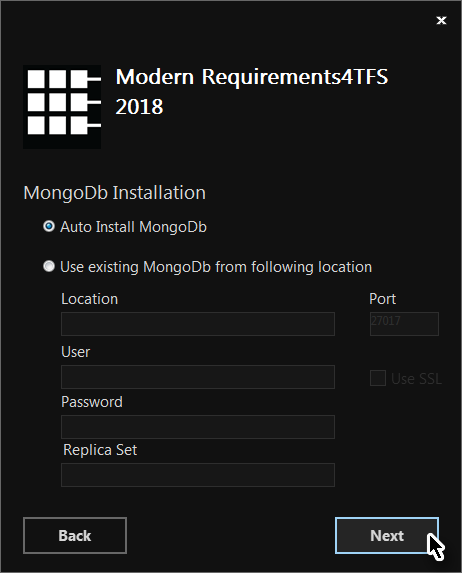 Modern Requirements4TFS
2018
MongoDb Installation
Auto Install MongoDb
Use existing MongoDb from following location
Location
Port
27017
User
Use SSL
Password
Replica Set
Back
Next